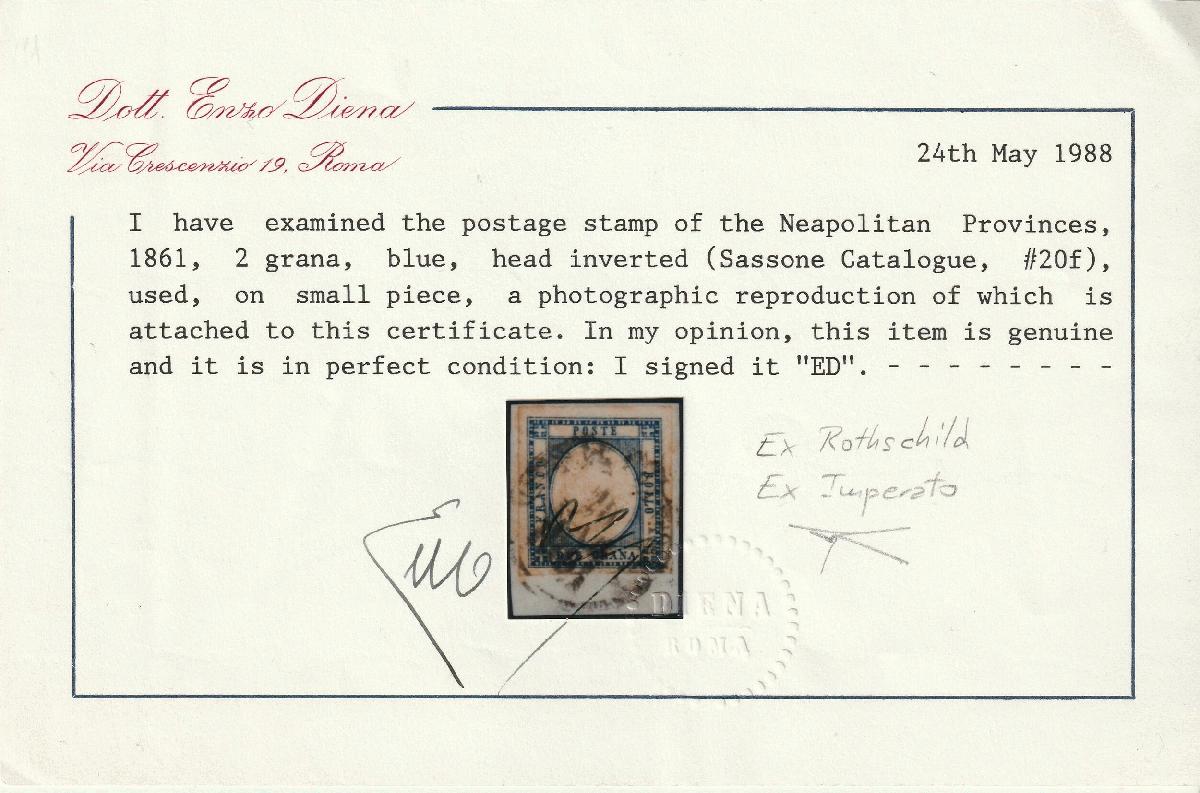 Dott. Enzo Diena
Via Crescenzio 19, Roma
24th May 1988
I have examined the postage stamp of the Neapolitan Provinces,
1861, 2 grana, blue, head inverted (Sassone Catalogue, #20f),
used, on small piece, a photographic reproduction of which is
attached to this certificate. In my opinion, this item is genuine
and it is in perfect condition: I signed it "ED". - - - - - - - -
POSTE
FRANCO
BOLLO
GRANA
Ex Rothschild
Ex Imperato
DIENA
ROMA